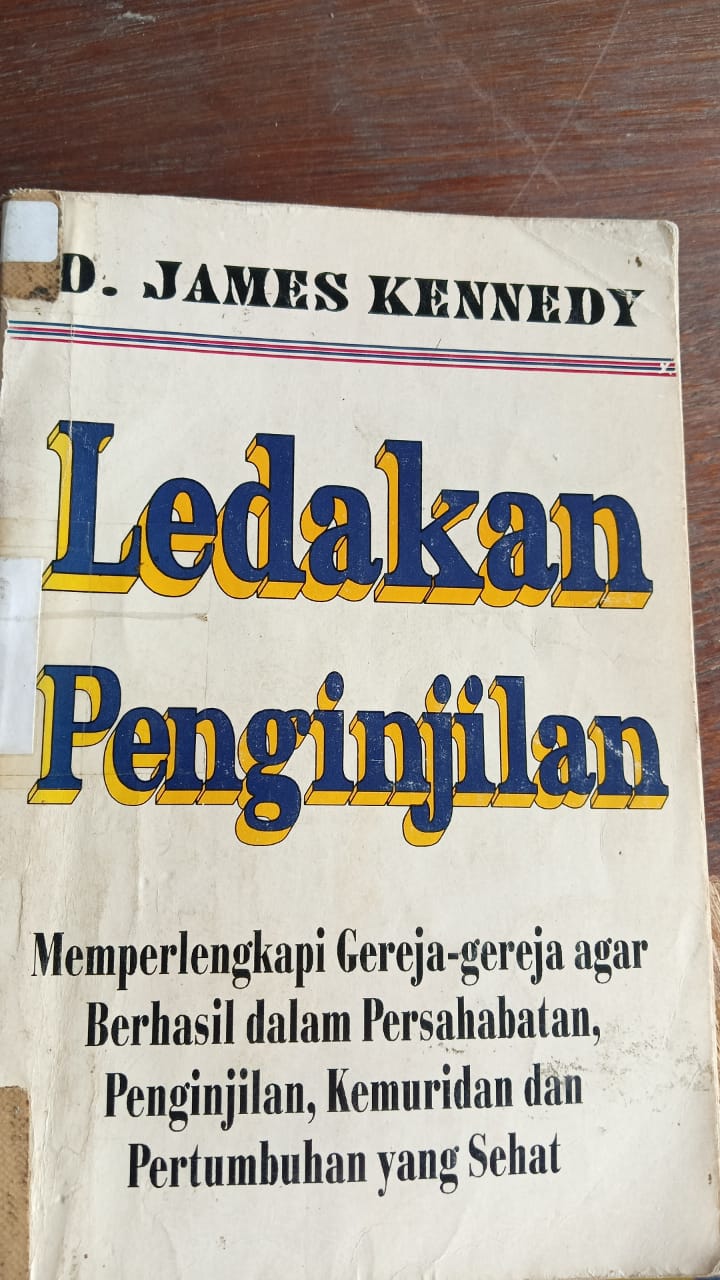 D. JAMES KENNEDY
Ledakan
Penginjilan
Memperlengkapi Gereja-gereja agar
Berhasil dalam Persahabatan,
Penginjilan, Kemuridan dan
Pertumbuhan yang Sehat